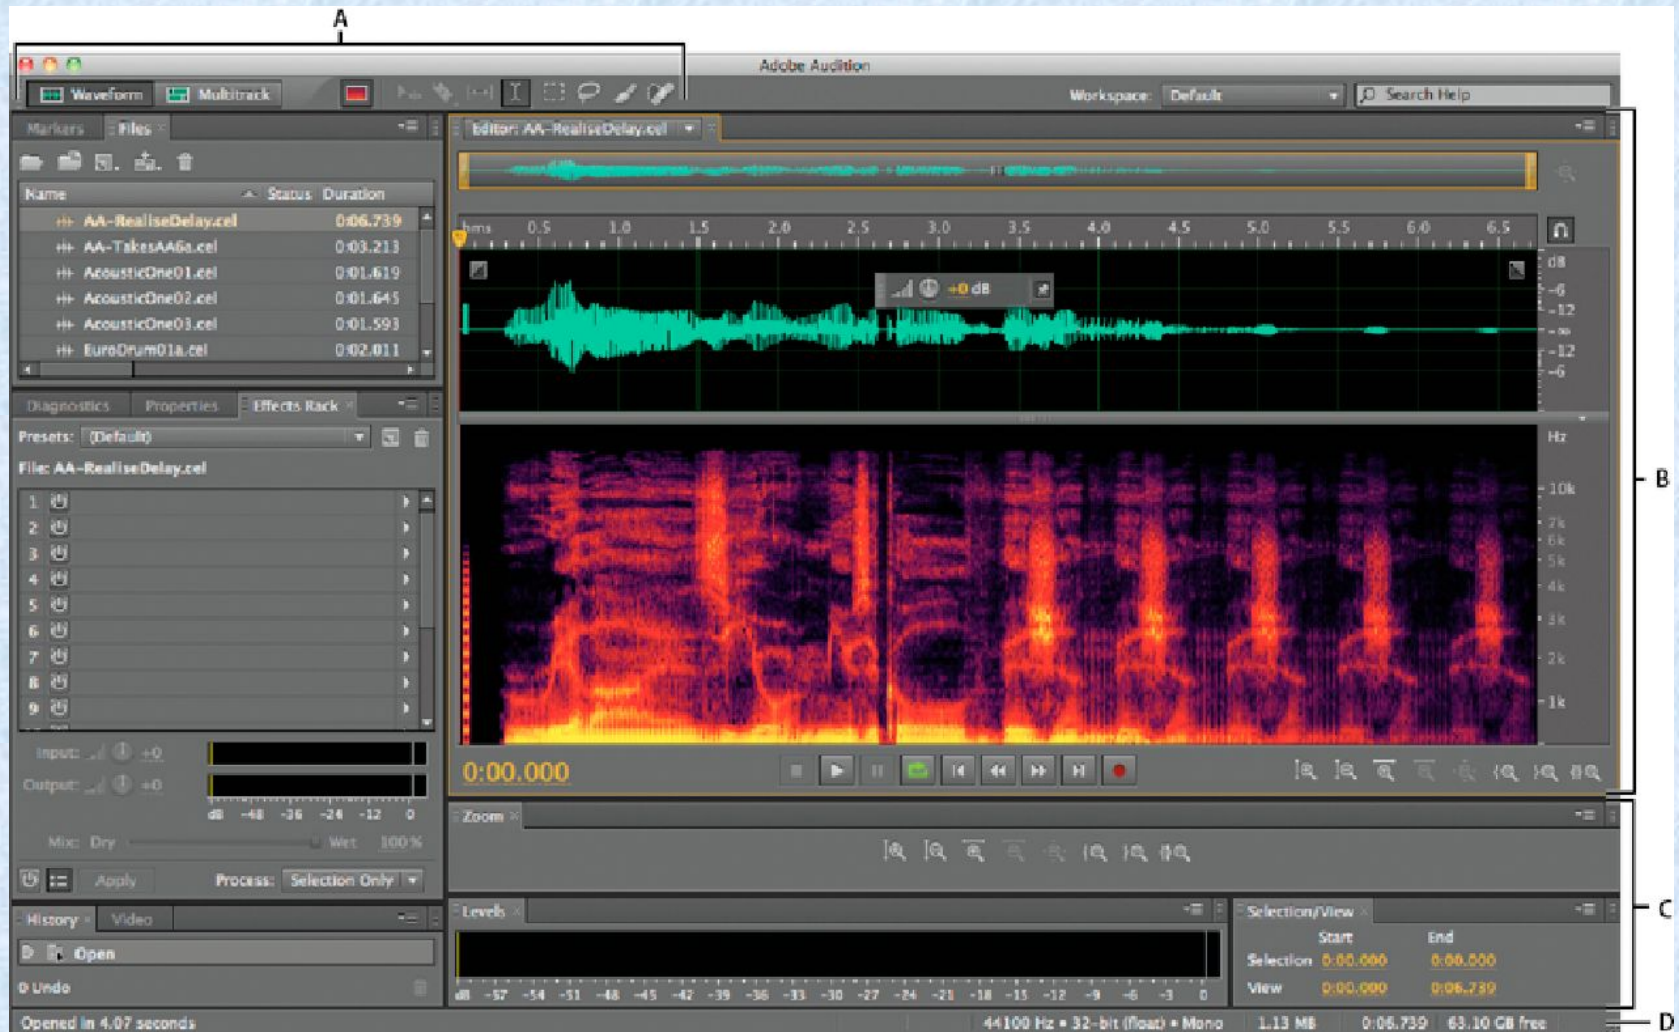 A
Adobe Audition
Waveform Multitrack
Workspace: Default Search Help
Markers Files
Name Status Duration
AA-RealiseDelay.cel 0:06.739
AA-TakesAA6a.cel 0:03.213
AcousticOne01.cel 0:01.619
AcousticOne02.cel 0:01.645
AcousticOne03.cel 0:01.593
EuroDrum01a.cel 0:02.011
Diagnostics Properties Effects Rack
Presets: (Default)
File: AA-RealiseDelay.cel
1
2
3
4
5
6
7
8
9
Input: +0
Output: +0
dB -48 -36 -24 -12 0
Mix: Dry Wet 100%
Apply Process: Selection Only
History Video
Open
0 Undo
Editor: AA-RealiseDelay.cel
hms 0.5 1.0 1.5 2.0 2.5 3.0 3.5 4.0 4.5 5.0 5.5 6.0 6.5
+0 dB
dB
-6
-12
-∞
-12
-6
Hz
10k
7k
6k
5k
4k
3k
2k
1k
B
0:00.000
Zoom
Levels
dB -57 -54 -51 -48 -45 -42 -39 -36 -33 -30 -27 -24 -21 -18 -15 -12 -9 -6 -3 0
Selection/View
Start End
Selection 0:00.000 0:00.000
View 0:00.000 0:06.739
C
Opened in 4.07 seconds
44100 Hz • 32-bit (float) • Mono 1.13 MB 0:06.739 63.10 GB free
D